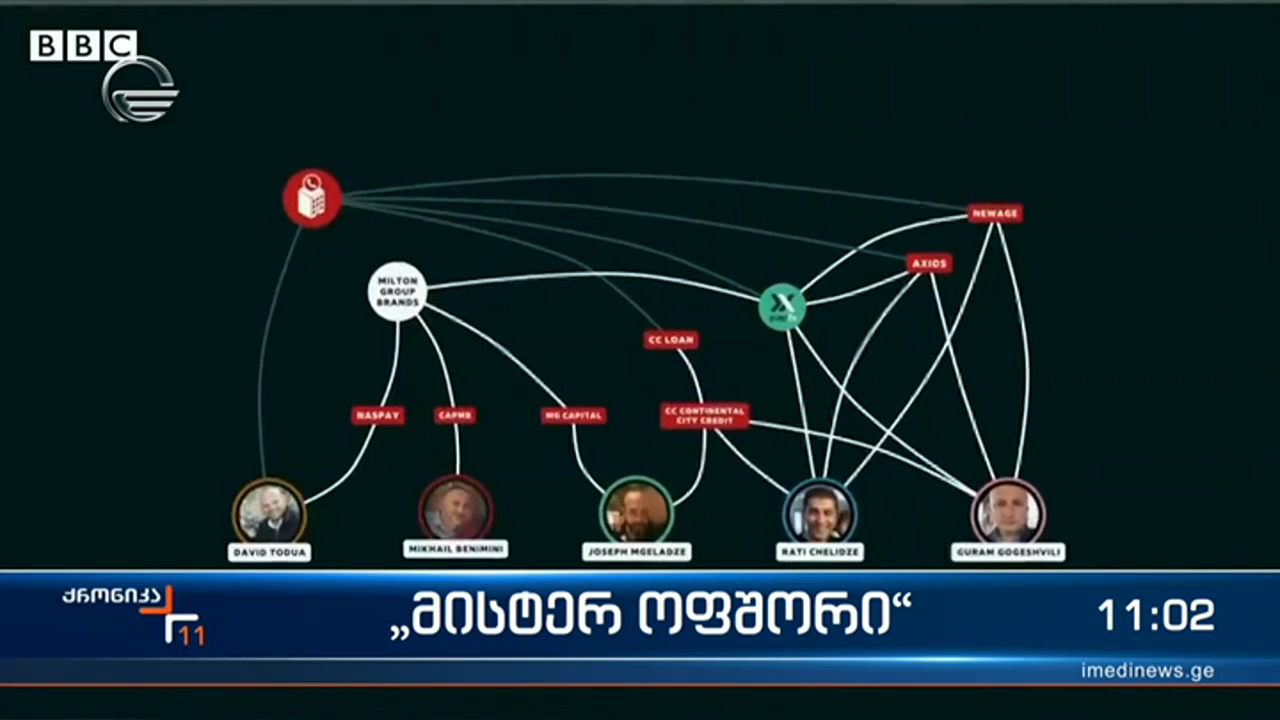 BBC
NEWAGE
AXIOS
MILTON
GROUP
BRANDS
CC LOAN
NASPAY
CAPMB
MG CAPITAL
CC CONTINENTAL
CITY CREDIT
DAVID TODUA
MIKHAIL BENIMINI
JOSEPH MGELADZE
RATI CHELIDZE
GURAM GOGESHVILI
ქრონიკა
11
„მისტერ ოფშორი“
11:02
imedinews.ge